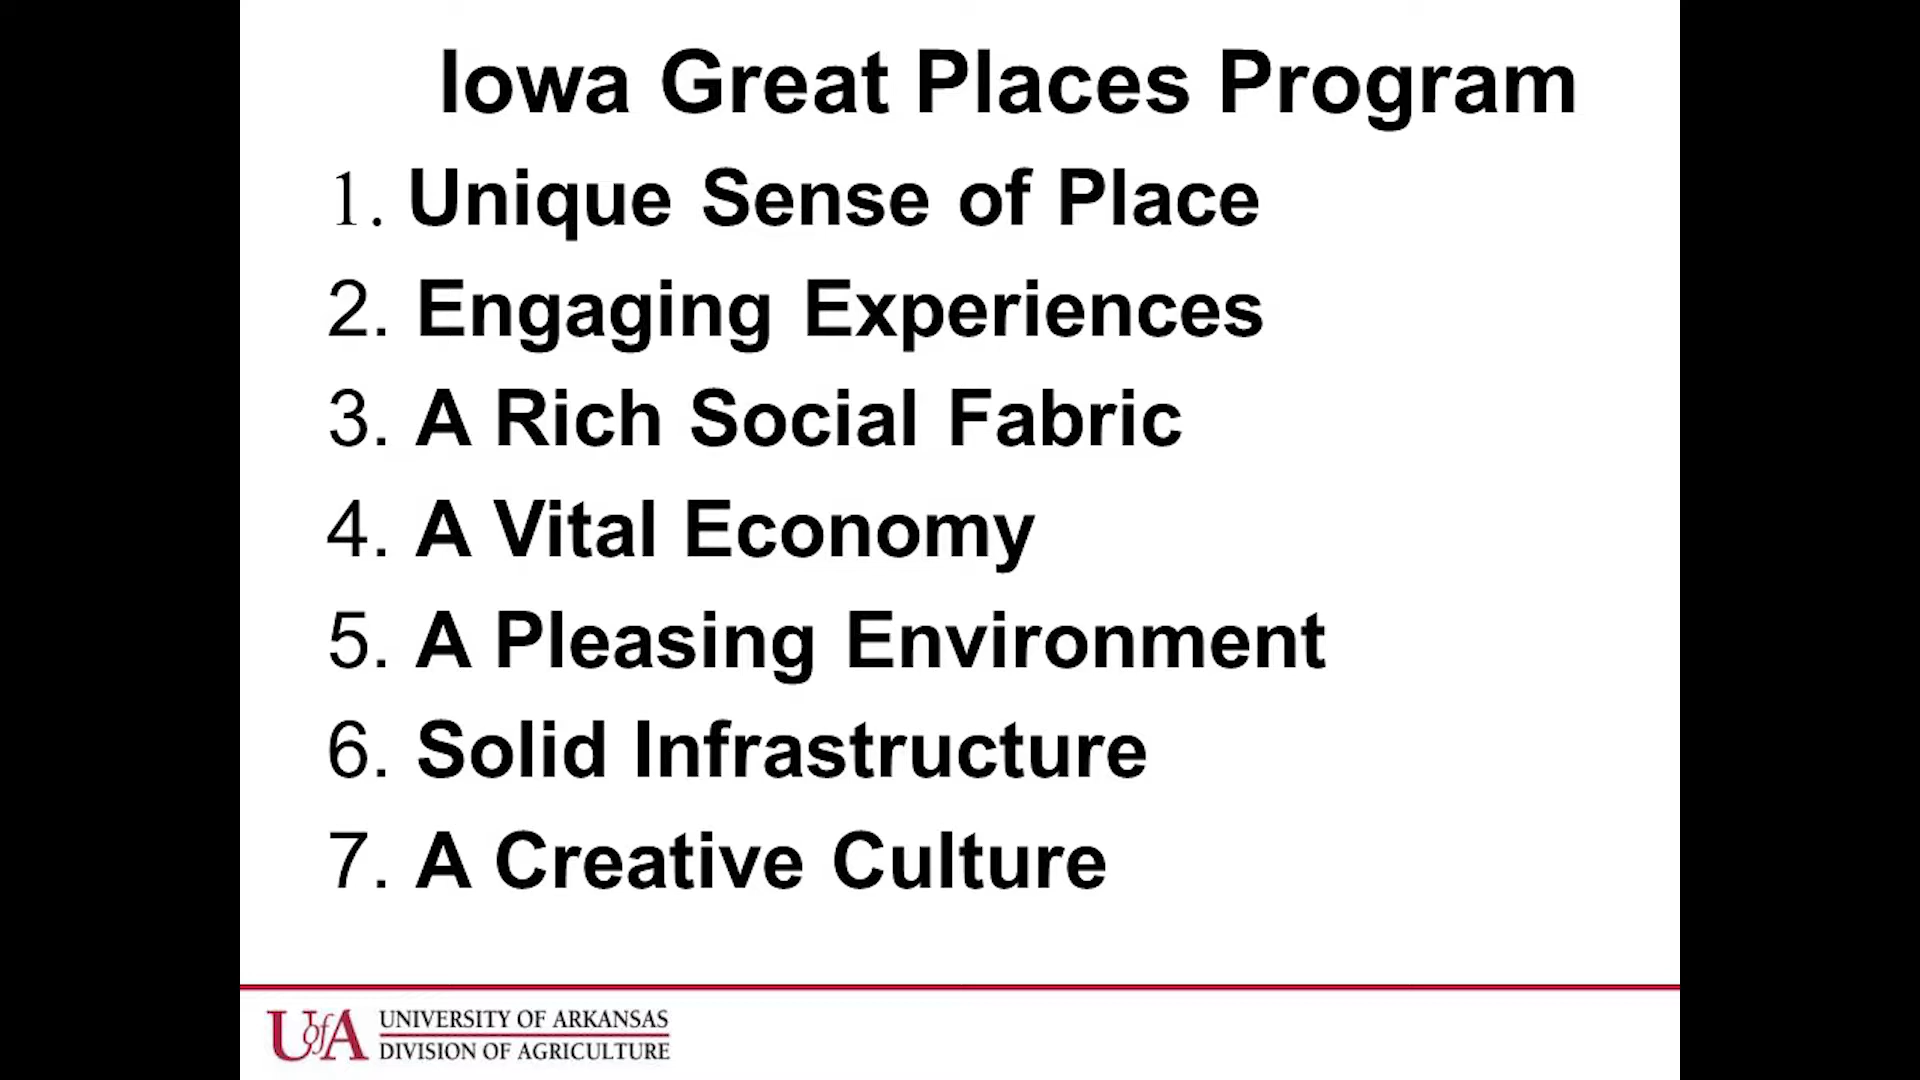 Iowa Great Places Program
1. Unique Sense of Place
2. Engaging Experiences
3. A Rich Social Fabric
4. A Vital Economy
5. A Pleasing Environment
6. Solid Infrastructure
7. A Creative Culture
UofA UNIVERSITY OF ARKANSAS
DIVISION OF AGRICULTURE